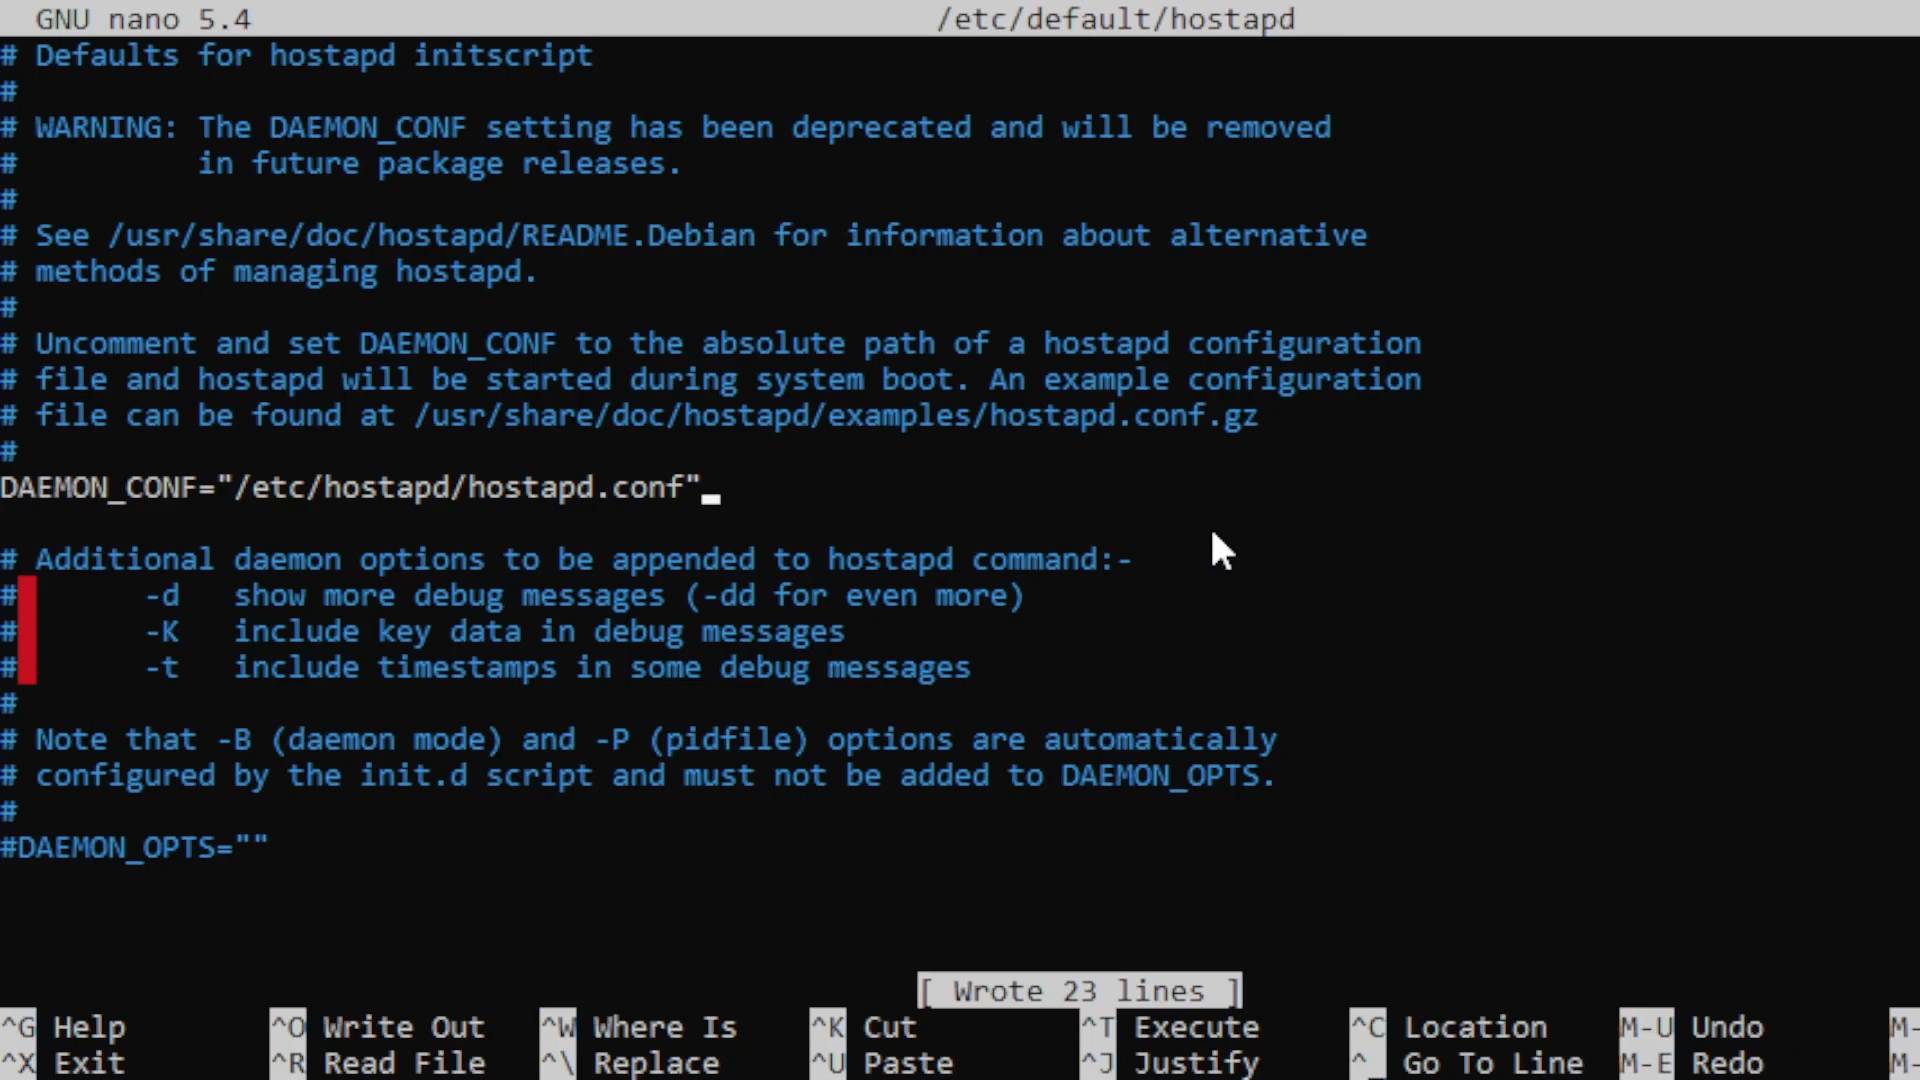 GNU nano 5.4 /etc/default/hostapd
# Defaults for hostapd initscript
#
# WARNING: The DAEMON_CONF setting has been deprecated and will be removed
#          in future package releases.
#
# See /usr/share/doc/hostapd/README.Debian for information about alternative
# methods of managing hostapd.
#
# Uncomment and set DAEMON_CONF to the absolute path of a hostapd configuration
# file and hostapd will be started during system boot. An example configuration
# file can be found at /usr/share/doc/hostapd/examples/hostapd.conf.gz
#
DAEMON_CONF="/etc/hostapd/hostapd.conf"
# Additional daemon options to be appended to hostapd command:-
#       -d   show more debug messages (-dd for even more)
#       -K   include key data in debug messages
#       -t   include timestamps in some debug messages
#
# Note that -B (daemon mode) and -P (pidfile) options are automatically
# configured by the init.d script and must not be added to DAEMON_OPTS.
#
#DAEMON_OPTS=""
[ Wrote 23 lines ]
^G Help ^O Write Out ^W Where Is ^K Cut ^T Execute ^C Location M-U Undo M-
^X Exit ^R Read File ^\ Replace ^U Paste ^J Justify ^_ Go To Line M-E Redo M-